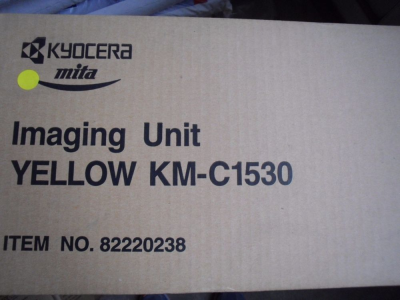 KYOCERA
mita
Imaging Unit
YELLOW KM-C1530
ITEM NO. 82220238